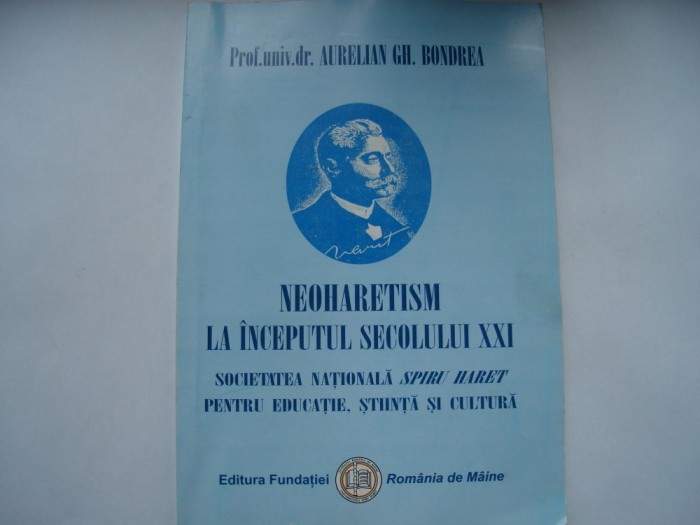 Prof.univ.dr. AURELIAN GH. BONDREA
Haret
NEOHARETISM
LA ÎNCEPUTUL SECOLULUI XXI
SOCIETATEA NAȚIONALĂ SPIRU HARET
PENTRU EDUCAȚIE, ȘTIINȚĂ ȘI CULTURĂ
Editura Fundației România de Mâine